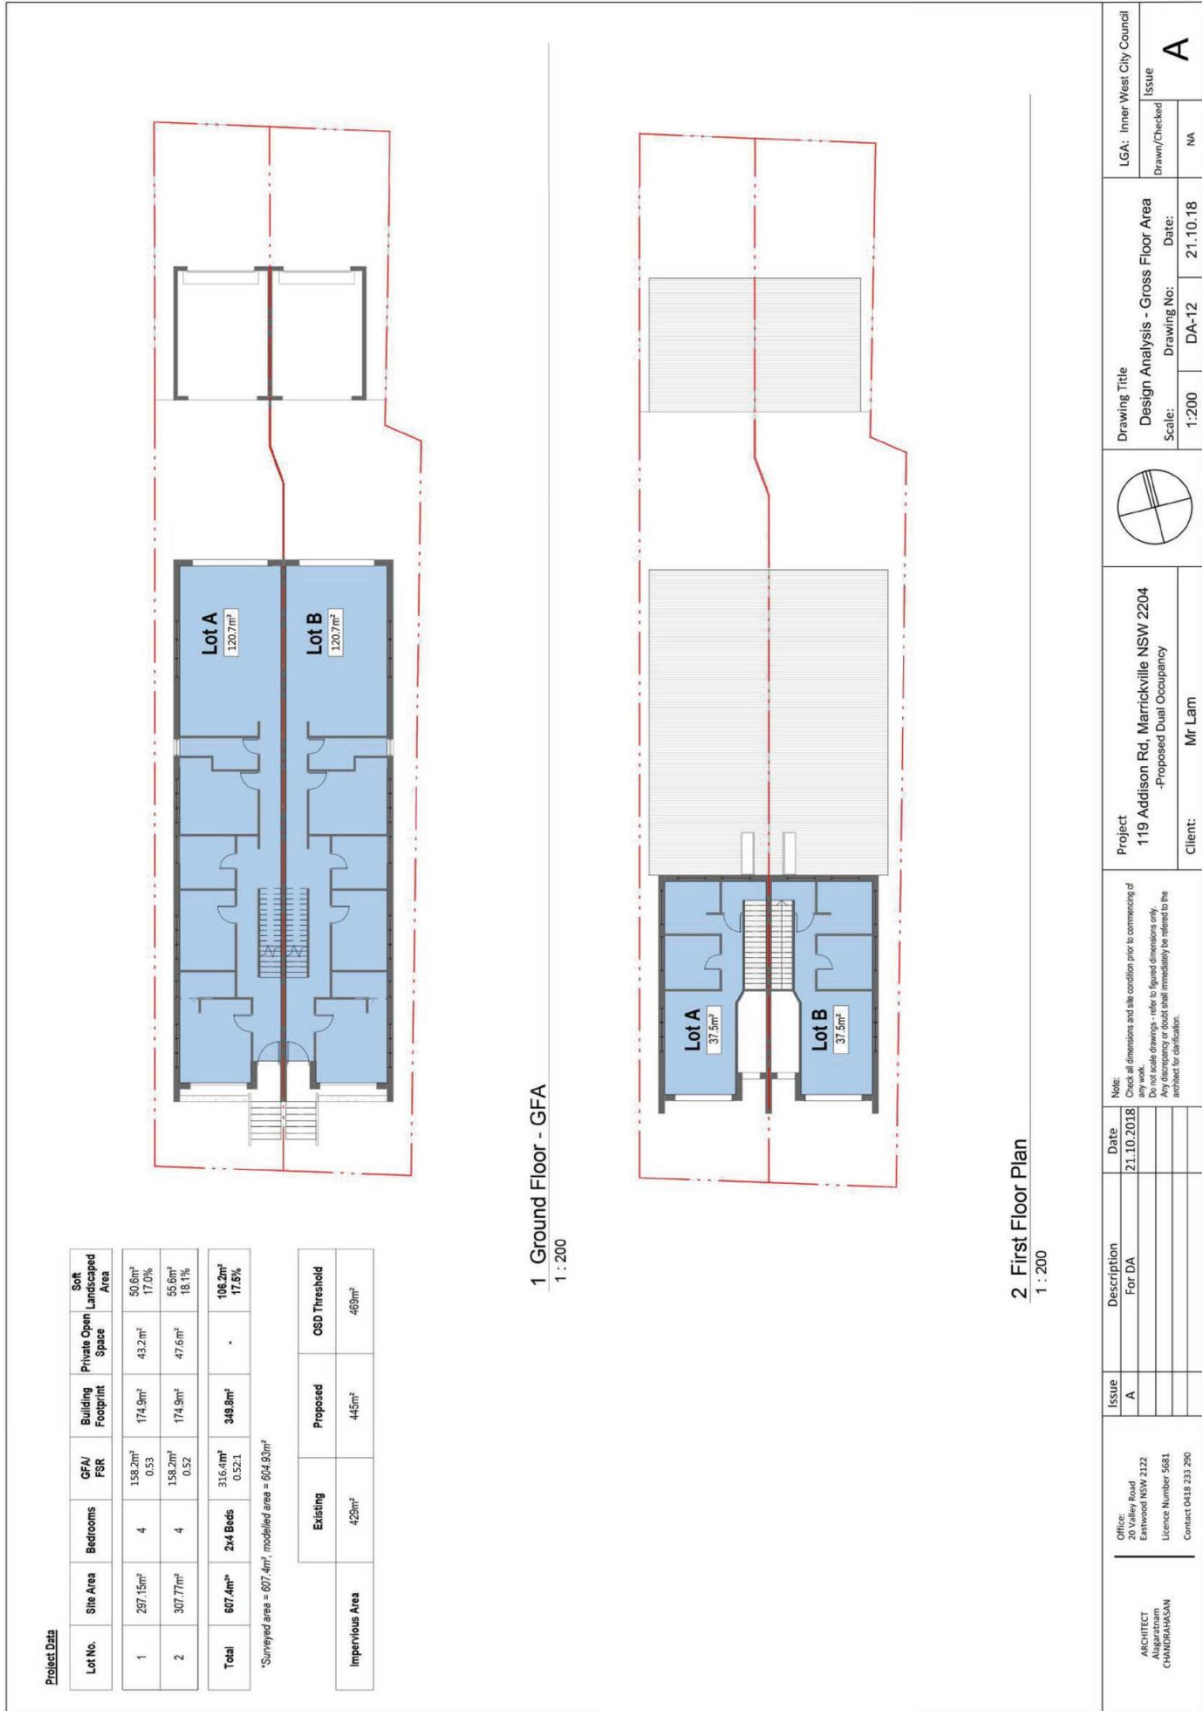 Project Data
Lot No. Site Area Bedrooms GFA/ FSR Building Footprint Private Open Space Soft Landscaped Area
1 297.15m² 4 158.2m² 0.53 174.9m² 43.2m² 50.6m² 17.0%
2 307.77m² 4 158.2m² 0.52 174.9m² 47.6m² 55.6m² 18.1%
Total 607.4m²* 2x4 Beds 316.4m² 0.52:1 349.8m² - 106.2m² 17.5%
*Surveyed area = 607.4m², modelled area = 604.93m²
Existing Proposed OSD Threshold
Impervious Area 429m² 445m² 469m²
Lot A
120.7m²
Lot B
120.7m²
1 Ground Floor - GFA
1 : 200
Lot A
37.5m²
Lot B
37.5m²
2 First Floor Plan
1 : 200
ARCHITECT
Alagaratnam
CHANDRAHASAN
Office:
20 Valley Road
Eastwood NSW 2122
Licence Number 5681
Contact 0418 233 290
Issue Description Date
A For DA 21.10.2018
Note:
Check all dimensions and site condition prior to commencing of
any work.
Do not scale drawings - refer to figured dimensions only.
Any discrepancy or doubt shall immediately be refered to the
architect for clarification.
Project
119 Addison Rd, Marrickville NSW 2204
-Proposed Dual Occupancy
Client: Mr Lam
Drawing Title
Design Analysis - Gross Floor Area
Scale: Drawing No: Date:
1:200 DA-12 21.10.18
LGA: Inner West City Council
Drawn/Checked Issue
NA A